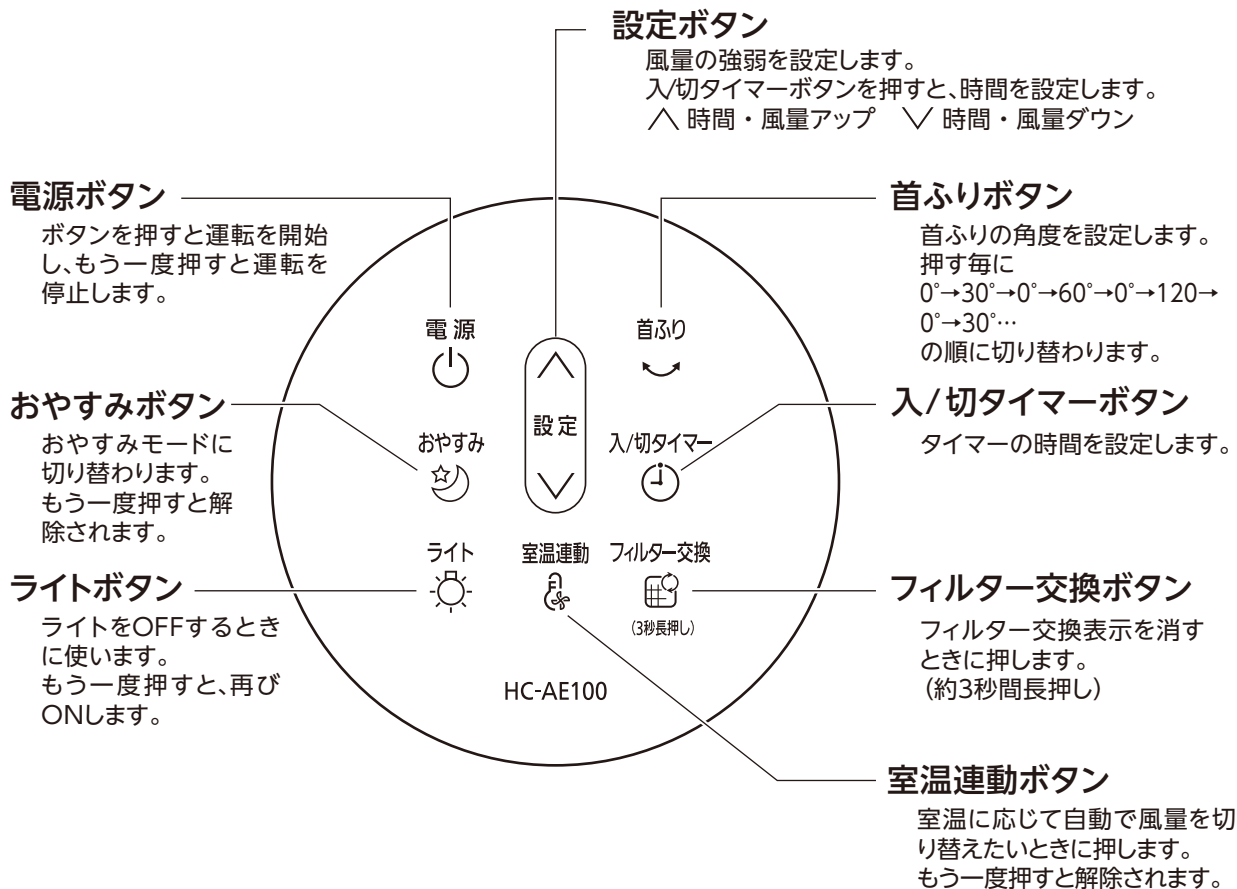 設定ボタン
風量の強弱を設定します。
入/切タイマーボタンを押すと、時間を設定します。
∧ 時間・風量アップ ∨ 時間・風量ダウン
電源ボタン
ボタンを押すと運転を開始
し、もう一度押すと運転を
停止します。
おやすみボタン
おやすみモードに
切り替わります。
もう一度押すと解
除されます。
ライトボタン
ライトをOFFするとき
に使います。
もう一度押すと、再び
ONします。
電源
首ふり
設定
おやすみ
入/切タイマー
ライト
室温連動
フィルター交換
(3秒長押し)
HC-AE100
首ふりボタン
首ふりの角度を設定します。
押す毎に
0°→30°→0°→60°→0°→120→
0°→30°…
の順に切り替わります。
入/切タイマーボタン
タイマーの時間を設定します。
フィルター交換ボタン
フィルター交換表示を消す
ときに押します。
(約3秒間長押し)
室温連動ボタン
室温に応じて自動で風量を切
り替えたいときに押します。
もう一度押すと解除されます。